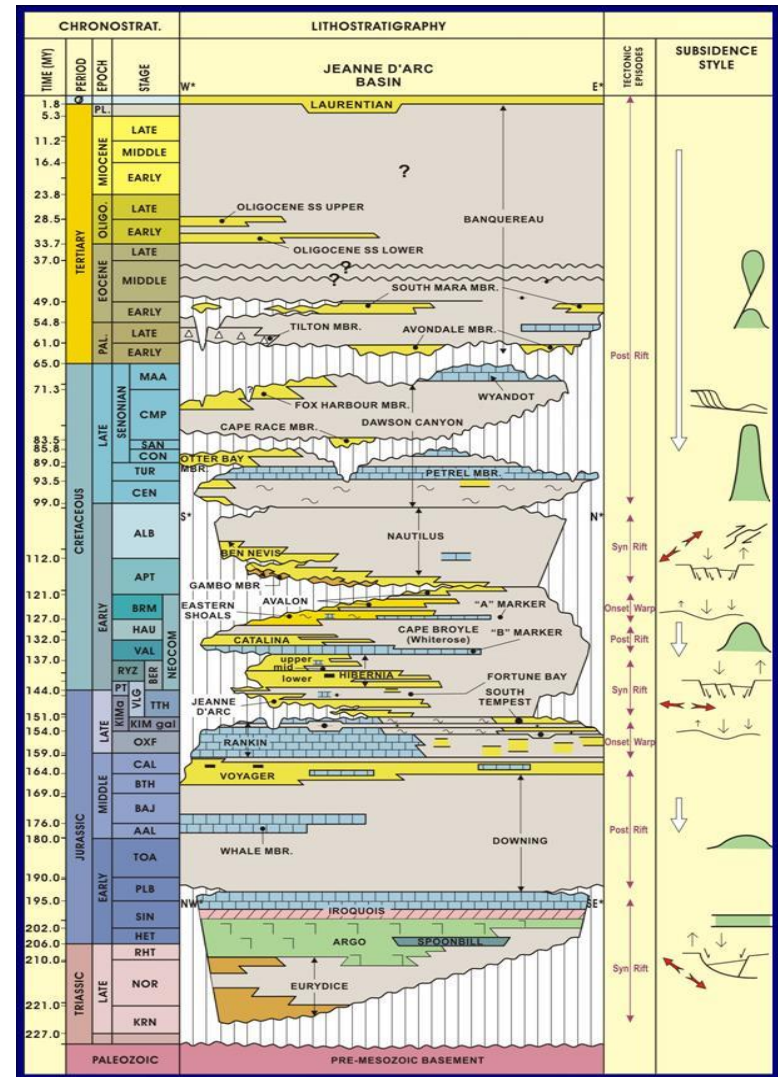 CHRONOSTRAT.
LITHOSTRATIGRAPHY
TIME (MY)
PERIOD
EPOCH
STAGE
JEANNE D'ARC
BASIN
W*
E*
TECTONIC
EPISODES
SUBSIDENCE
STYLE
1.8
Q
LAURENTIAN
5.3
PL.
LATE
11.2
MIDDLE
16.4
MIOCENE
EARLY
?
23.8
OLIGO.
LATE
OLIGOCENE SS UPPER
28.5
EARLY
BANQUEREAU
33.7
OLIGOCENE SS LOWER
TERTIARY
LATE
37.0
?
EOCENE
MIDDLE
?
49.0
SOUTH MARA MBR.
EARLY
54.8
PAL.
LATE
TILTON MBR.
AVONDALE MBR.
61.0
EARLY
Post Rift
65.0
MAA
71.3
WYANDOT
?
SENONIAN
CMP
FOX HARBOUR MBR.
DAWSON CANYON
LATE
CAPE RACE MBR.
83.5
SAN
85.8
CON
OTTER BAY
MBR.
89.0
TUR
PETREL MBR.
93.5
CEN
99.0
S*
N*
CRETACEOUS
ALB
NAUTILUS
BEN NEVIS
Syn Rift
112.0
APT
GAMBO MBR
121.0
AVALON
BRM
EASTERN
SHOALS
"A" MARKER
Onset Warp
127.0
EARLY
HAU
NEOCOM
CATALINA
CAPE BROYLE
(Whiterose)
"B" MARKER
Post Rift
132.0
VAL
137.0
RYZ
BER
upper
mid
lower
HIBERNIA
144.0
PT
VLG
TTH
JEANNE
D'ARC
FORTUNE BAY
SOUTH
TEMPEST
Syn Rift
151.0
KIMa
KIM gal
154.0
LATE
OXF
RANKIN
Onset Warp
159.0
CAL
164.0
VOYAGER
BTH
169.0
MIDDLE
BAJ
176.0
AAL
WHALE MBR.
DOWNING
Post Rift
180.0
JURASSIC
TOA
190.0
EARLY
PLB
195.0
NW*
SE*
SIN
IROQUOIS
202.0
HET
ARGO
SPOONBILL
206.0
RHT
210.0
TRIASSIC
LATE
NOR
EURYDICE
Syn Rift
221.0
KRN
227.0
PALEOZOIC
PRE-MESOZOIC BASEMENT